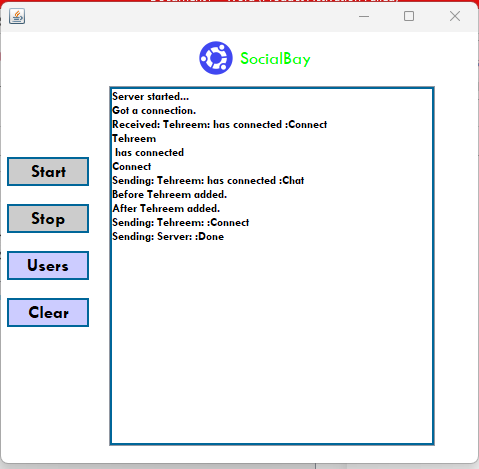 SocialBay
Server started...
Got a connection.
Received: Tehreem: has connected :Connect
Tehreem
has connected
Connect
Sending: Tehreem: has connected :Chat
Before Tehreem added.
After Tehreem added.
Sending: Tehreem: :Connect
Sending: Server: :Done
Start
Stop
Users
Clear